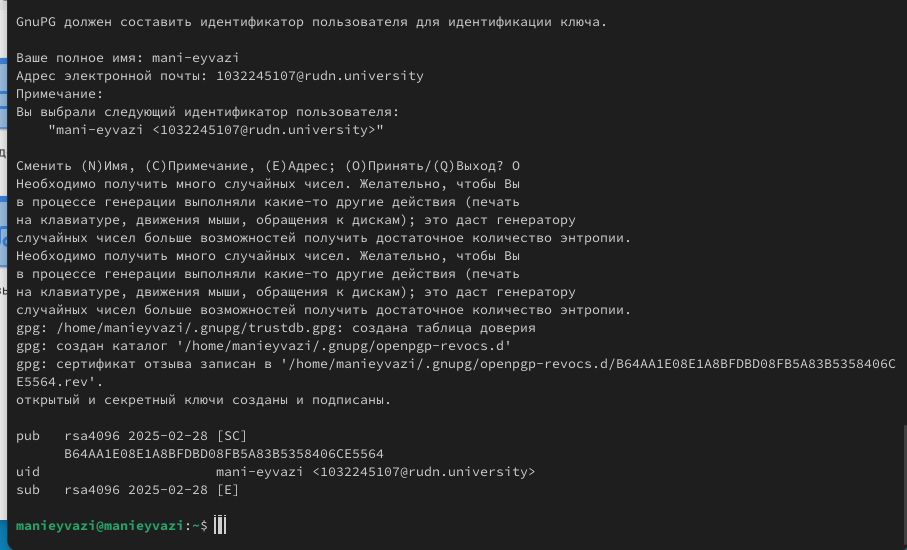 GnuPG должен составить идентификатор пользователя для идентификации ключа.
Ваше полное имя: mani-eyvazi
Адрес электронной почты: 1032245107@rudn.university
Примечание:
Вы выбрали следующий идентификатор пользователя:
"mani-eyvazi <1032245107@rudn.university>"
Сменить (N)Имя, (C)Примечание, (E)Адрес; (O)Принять/(Q)Выход? O
Необходимо получить много случайных чисел. Желательно, чтобы Вы
в процессе генерации выполняли какие-то другие действия (печать
на клавиатуре, движения мыши, обращения к дискам); это даст генератору
случайных чисел больше возможностей получить достаточное количество энтропии.
Необходимо получить много случайных чисел. Желательно, чтобы Вы
в процессе генерации выполняли какие-то другие действия (печать
на клавиатуре, движения мыши, обращения к дискам); это даст генератору
случайных чисел больше возможностей получить достаточное количество энтропии.
gpg: /home/manieyvazi/.gnupg/trustdb.gpg: создана таблица доверия
gpg: создан каталог '/home/manieyvazi/.gnupg/openpgp-revocs.d'
gpg: сертификат отзыва записан в '/home/manieyvazi/.gnupg/openpgp-revocs.d/B64AA1E08E1A8BFDBD08FB5A83B5358406C
E5564.rev'.
открытый и секретный ключи созданы и подписаны.
pub rsa4096 2025-02-28 [SC]
B64AA1E08E1A8BFDBD08FB5A83B5358406CE5564
uid mani-eyvazi <1032245107@rudn.university>
sub rsa4096 2025-02-28 [E]
manieyvazi@manieyvazi:~$